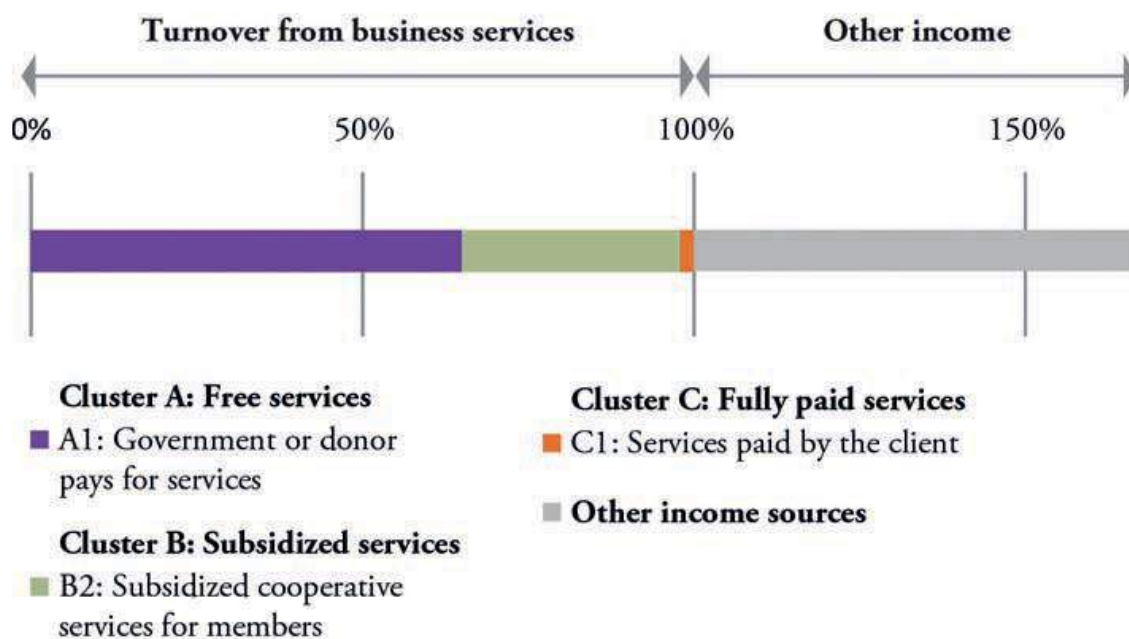 Turnover from business services
Other income
0%
50%
100%
150%
Cluster A: Free services
A1: Government or donor
pays for services
Cluster B: Subsidized services
B2: Subsidized cooperative
services for members
Cluster C: Fully paid services
C1: Services paid by the client
Other income sources